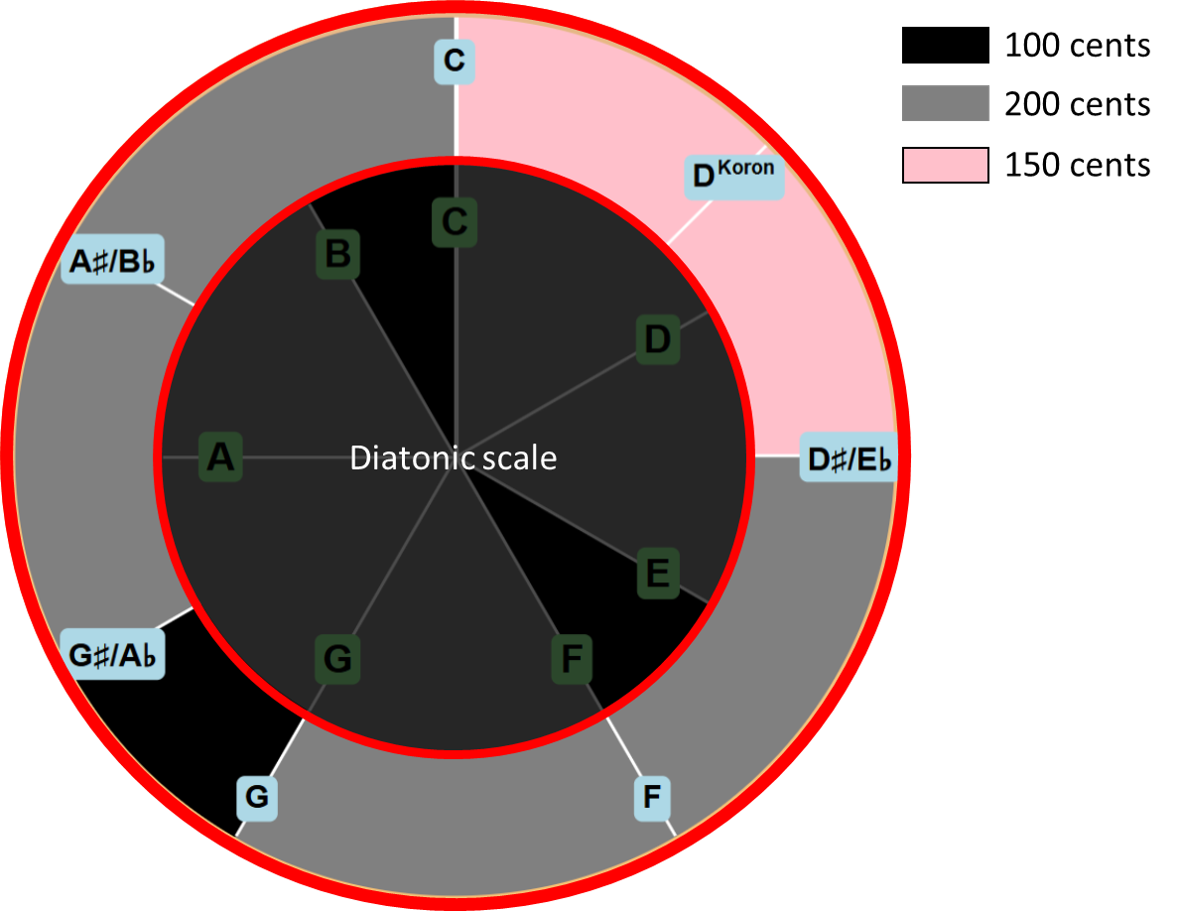 C
100 cents
200 cents
150 cents
D Koron
C
B
A♯/B♭
D
A
Diatonic scale
D♯/E♭
E
G♯/A♭
G
F
G
F